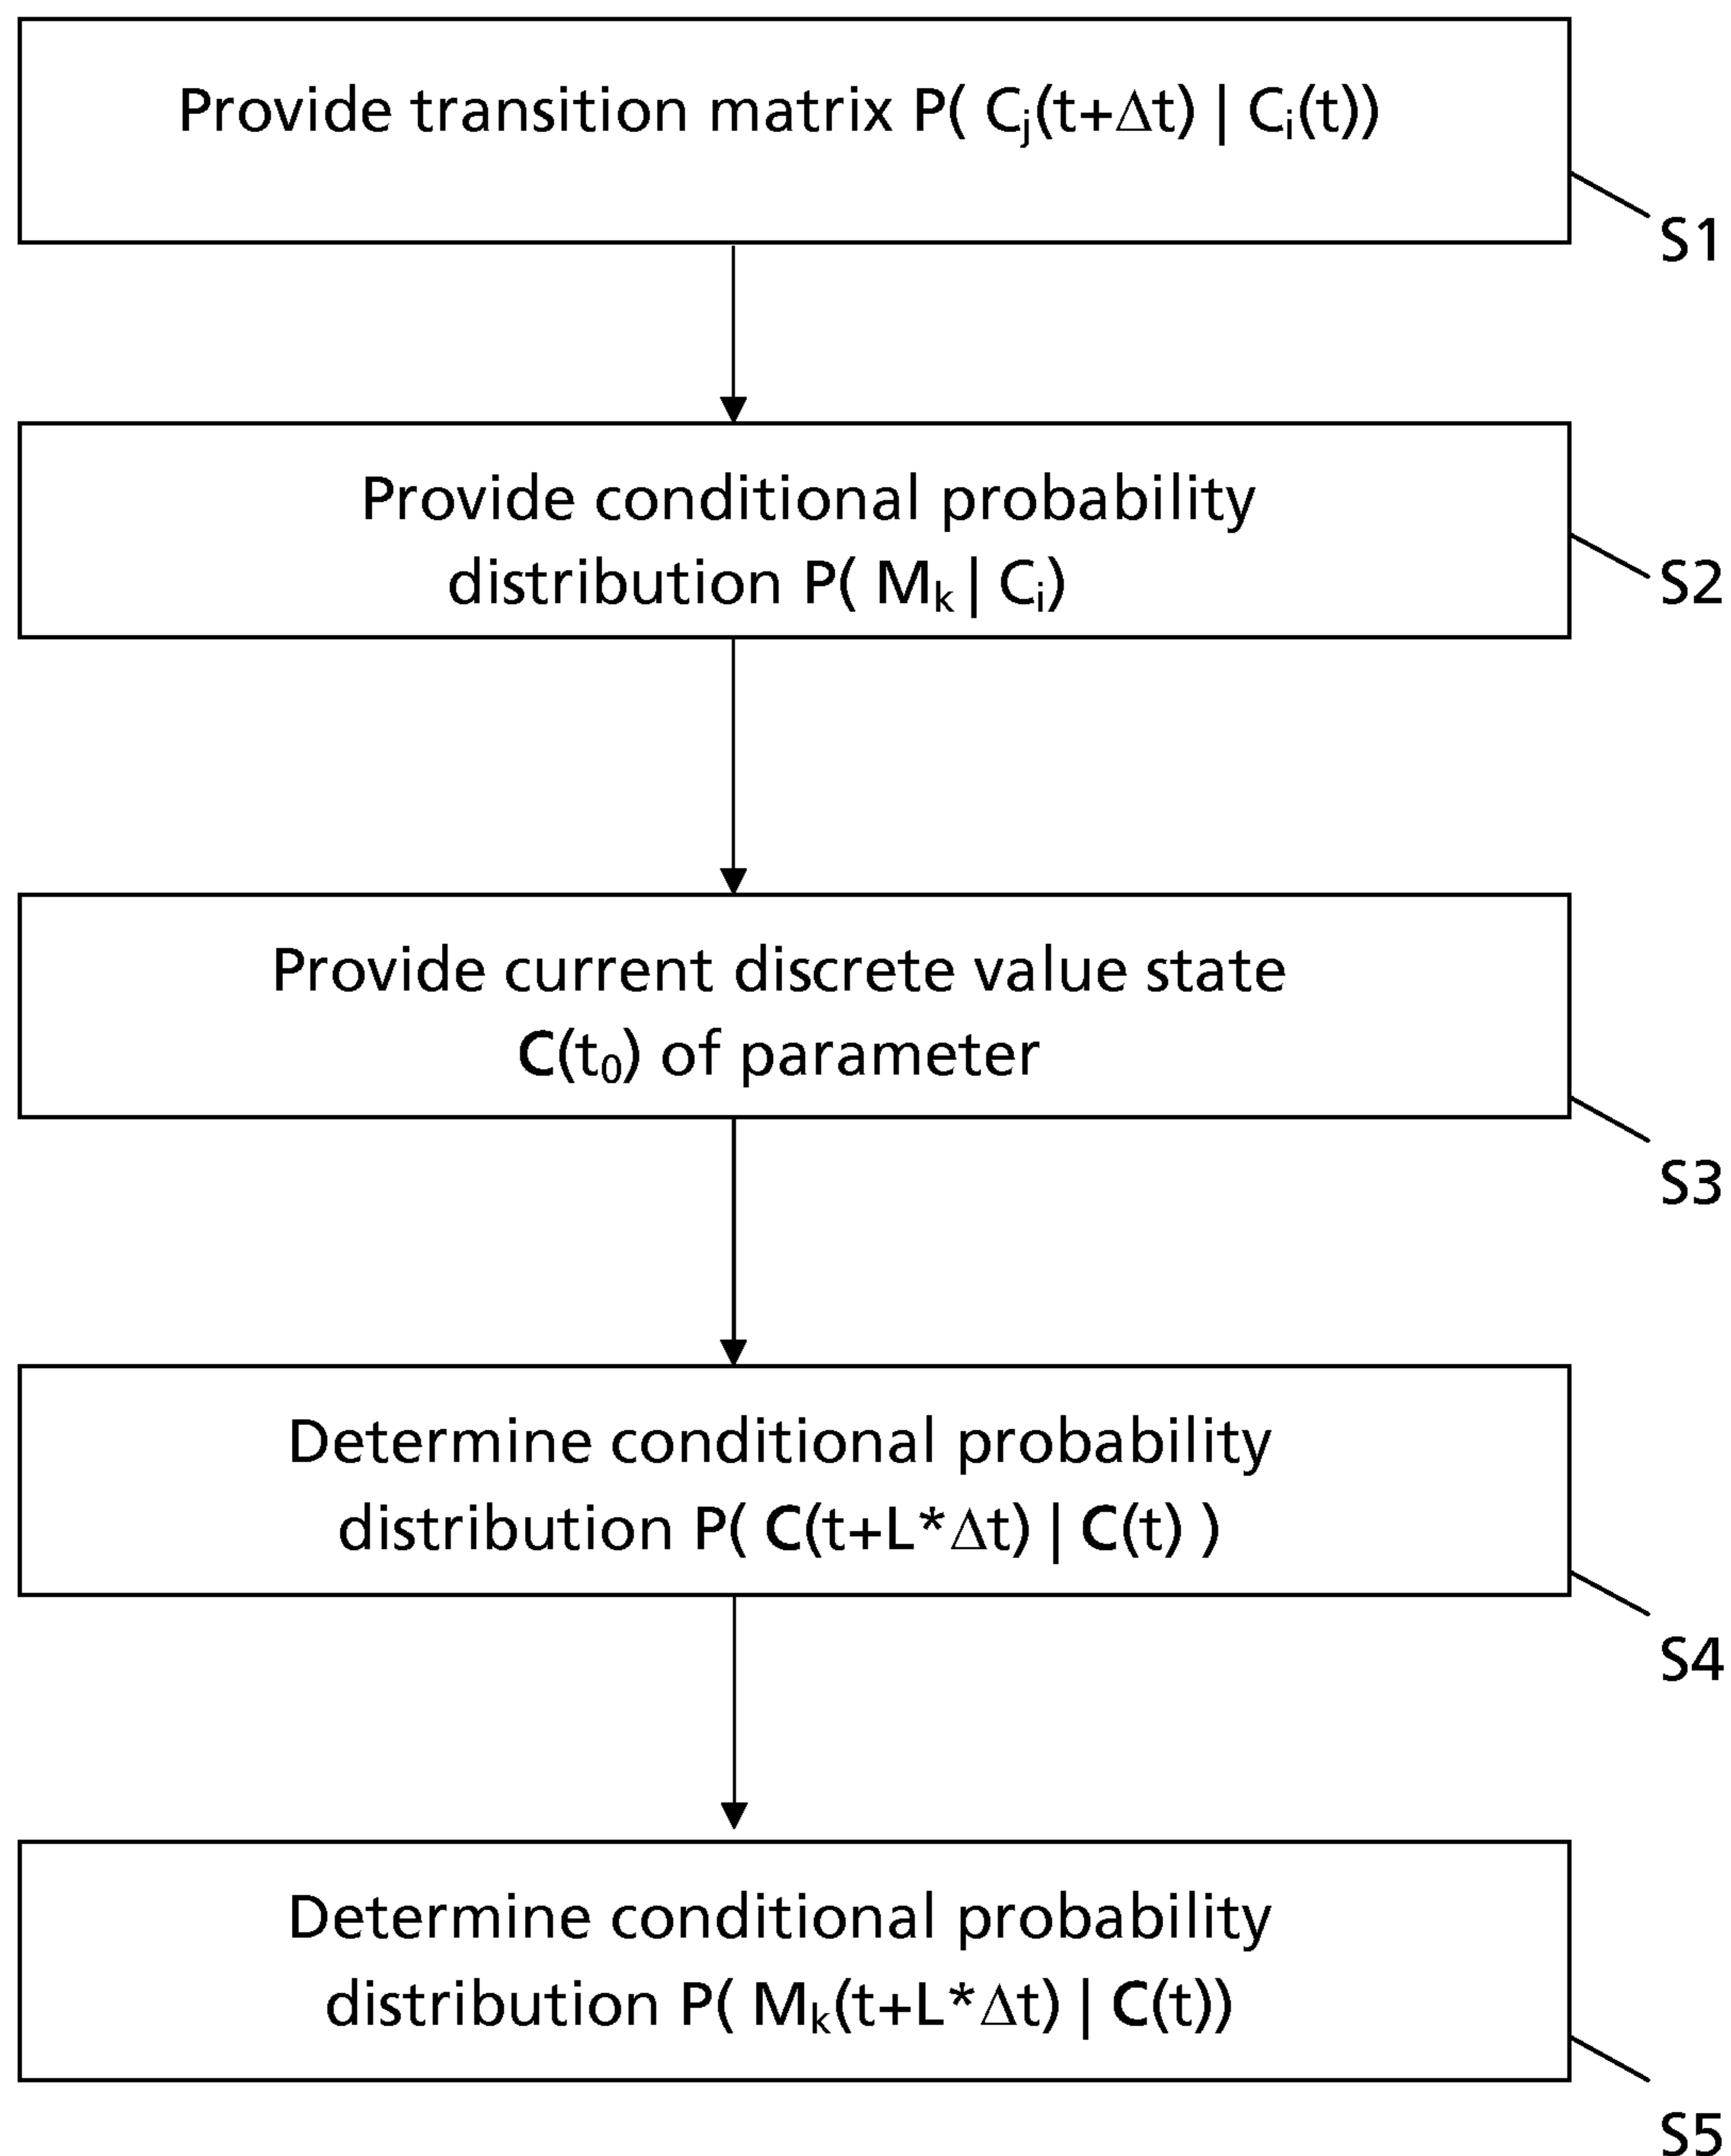 Provide transition matrix P( Cj(t+Δt) | Ci(t))
S1
Provide conditional probability
distribution P( Mk | Ci)
S2
Provide current discrete value state
C(t0) of parameter
S3
Determine conditional probability
distribution P( C(t+L*Δt) | C(t) )
S4
Determine conditional probability
distribution P( Mk(t+L*Δt) | C(t))
S5